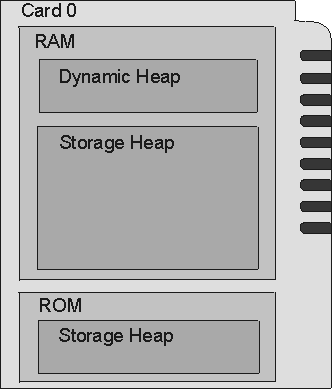 Card 0
RAM
Dynamic Heap
Storage Heap
ROM
Storage Heap